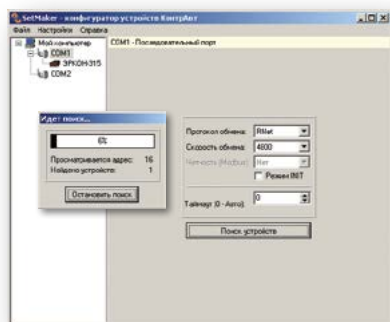 SetMaker - конфигуратор устройств КонтрАвт
Файл Настройки Справка
Мой компьютер
COM1
ЭРКОН-315
COM2
COM1 - Последовательный порт
Идет поиск...
6%
Просматривается адрес: 16
Найдено устройств: 1
Остановить поиск
Протокол обмена: RNet
Скорость обмена: 4800
Четность (Modbus): Нет
Режим INIT
Таймаут (0 - Авто): 0
Поиск устройств